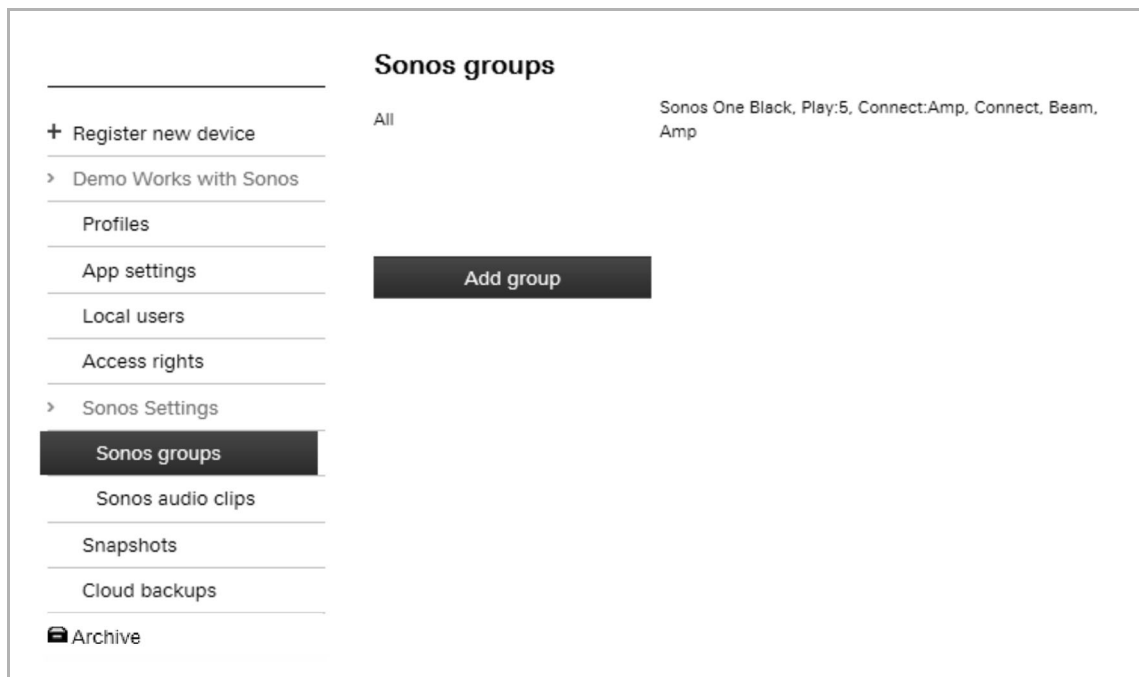 + Register new device
> Demo Works with Sonos
Profiles
App settings
Local users
Access rights
> Sonos Settings
Sonos groups
Sonos audio clips
Snapshots
Cloud backups
Archive
Sonos groups
All
Sonos One Black, Play:5, Connect:Amp, Connect, Beam,
Amp
Add group